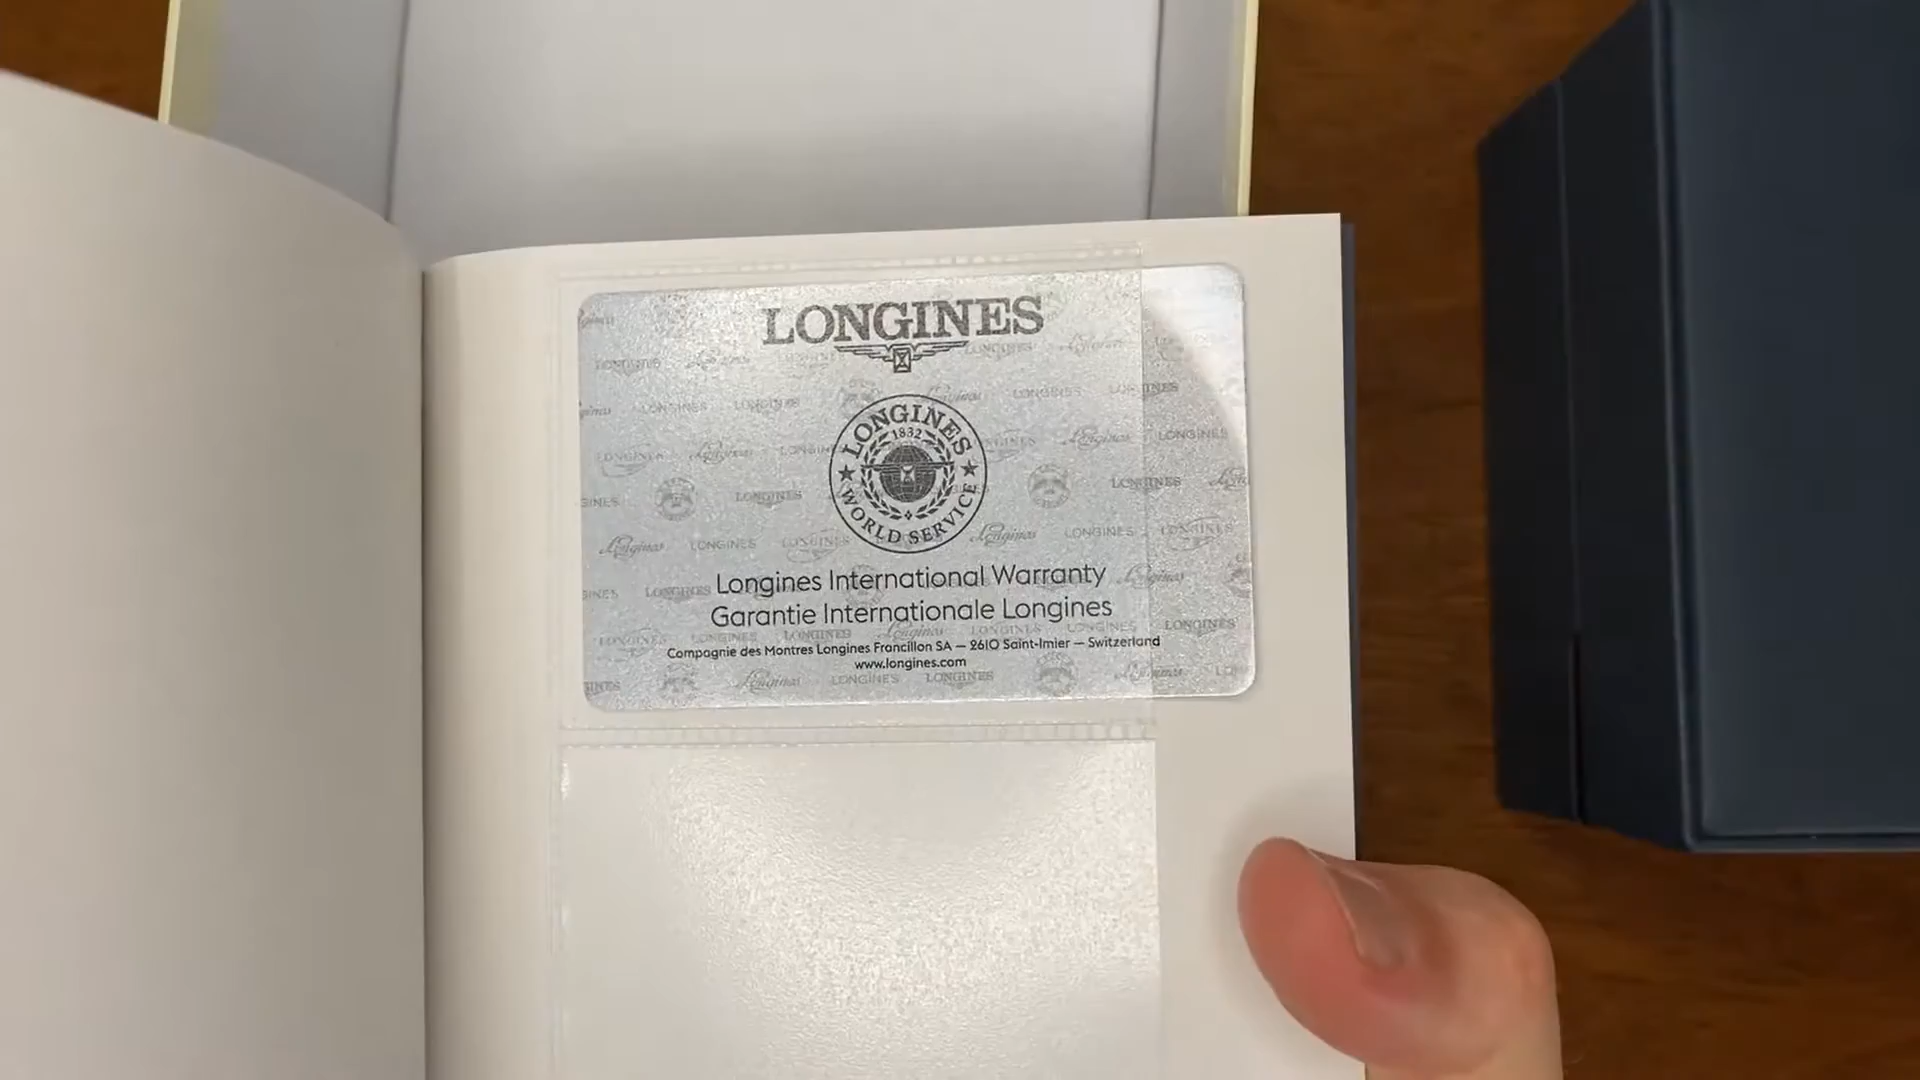 LONGINES
LONGINES
1832
WORLD SERVICE
Longines International Warranty
Garantie Internationale Longines
Compagnie des Montres Longines Francillon SA — 2610 Saint-Imier — Switzerland
www.longines.com